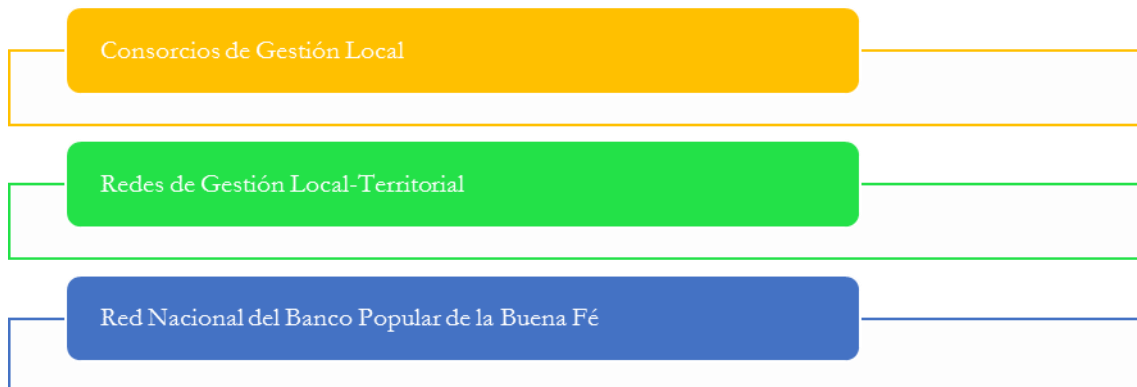 Consorcios de Gestión Local
Redes de Gestión Local-Territorial
Red Nacional del Banco Popular de la Buena Fé